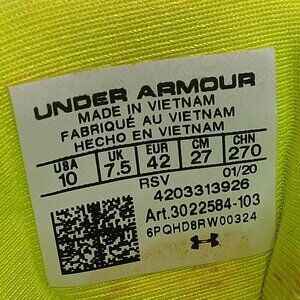 UNDER ARMOUR
MADE IN VIETNAM
FABRIQUÉ AU VIETNAM
HECHO EN VIETNAM
USA UK EUR CM CHN
10 7.5 42 27 270
RSV 01/20
4203313926
Art.3022584-103
6PQHD8RW00324